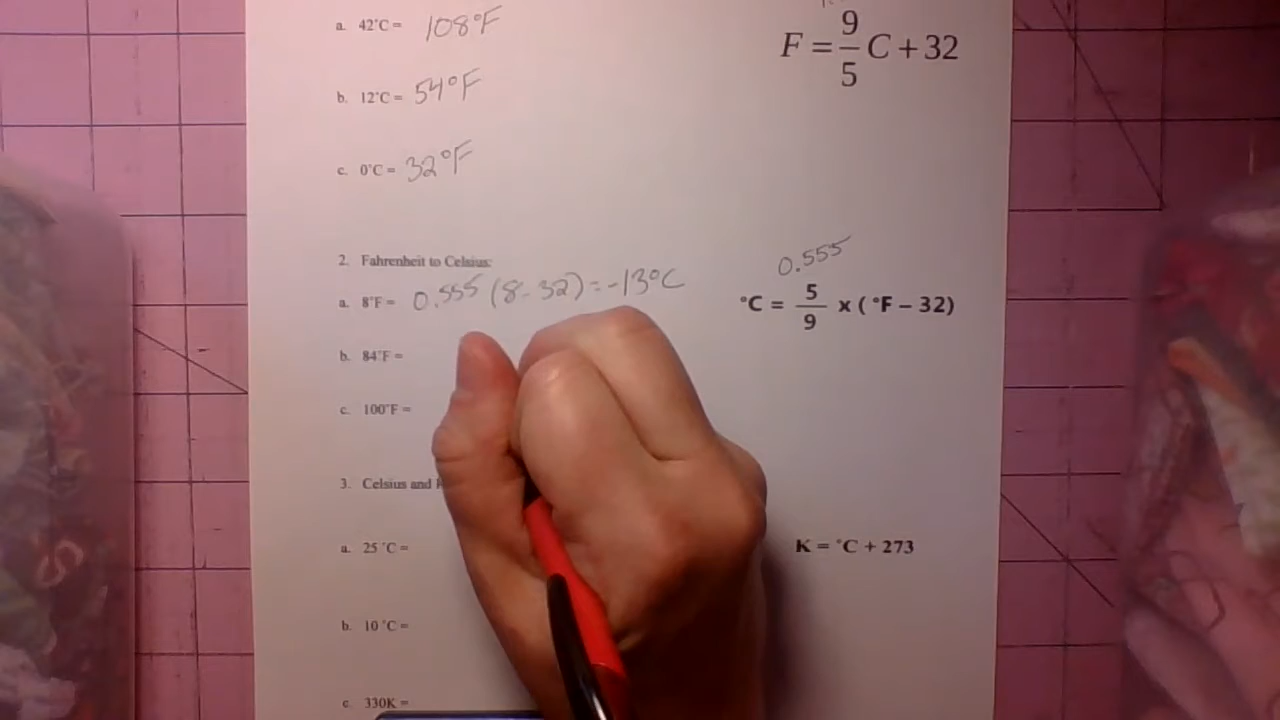 a. 42°C = 108°F
F = 9/5 C + 32
b. 12°C = 54°F
c. 0°C = 32°F
2. Fahrenheit to Celsius:
0.555
a. 8°F = 0.555 (8-32) = -13°C
°C = 5/9 x (°F – 32)
b. 84°F =
c. 100°F =
3. Celsius and
a. 25 °C =
K = °C + 273
b. 10 °C =
c. 330K =